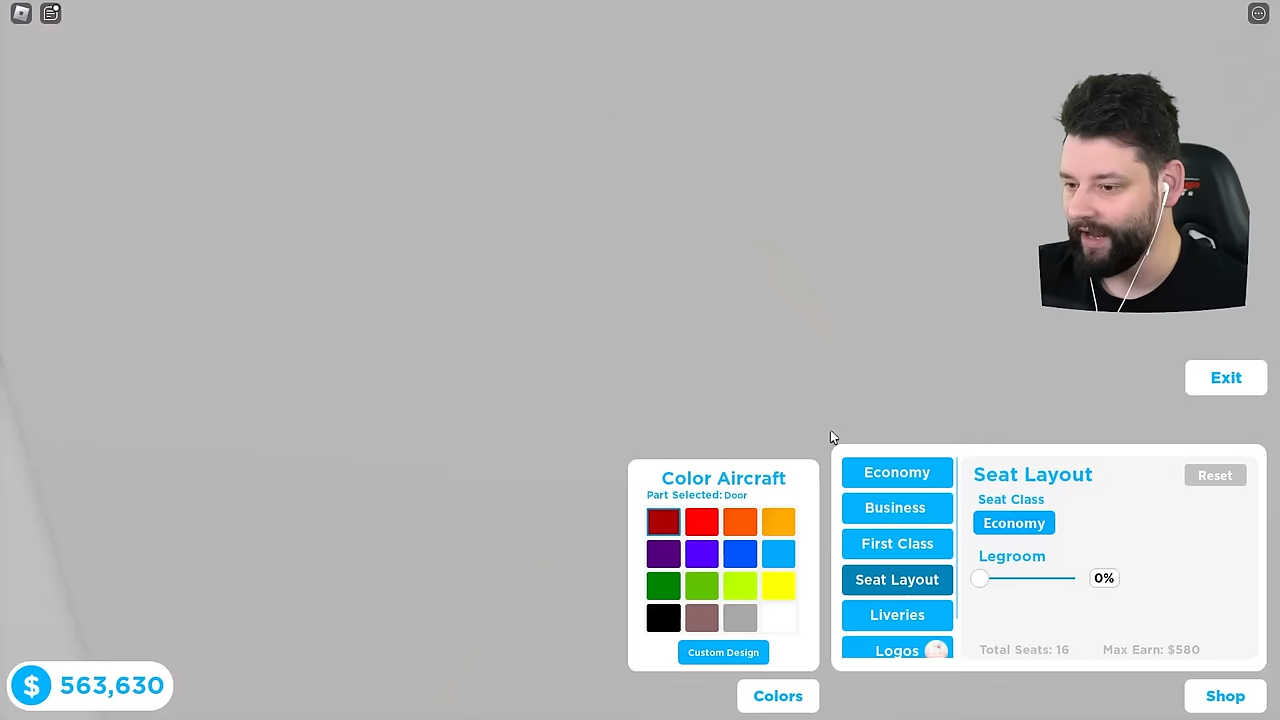 Exit
Color Aircraft
Part Selected: Door
Custom Design
Economy
Business
First Class
Seat Layout
Liveries
Logos
Seat Layout
Reset
Seat Class
Economy
Legroom
0%
Total Seats: 16
Max Earn: $580
$ 563,630
Colors
Shop